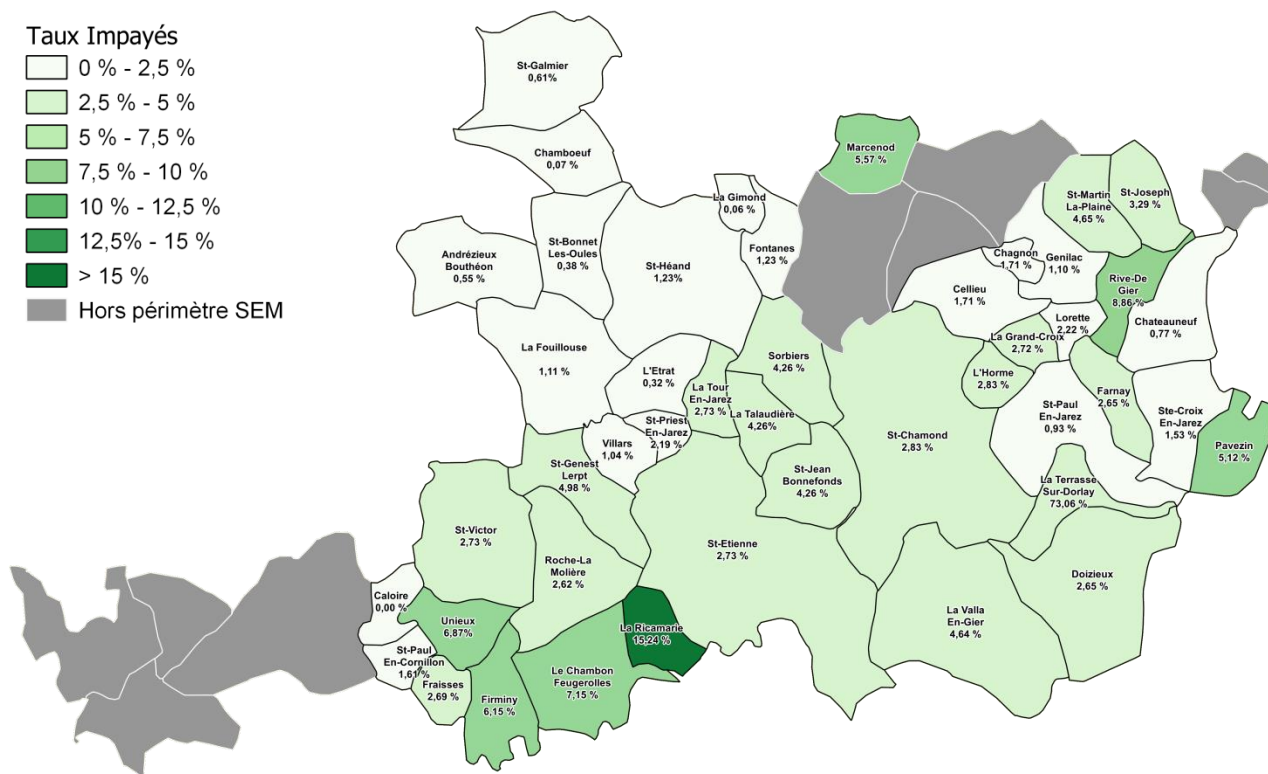 Taux Impayés
0 % - 2,5 %
2,5 % - 5 %
5 % - 7,5 %
7,5 % - 10 %
10 % - 12,5 %
12,5% - 15 %
> 15 %
Hors périmètre SEM
St-Galmier
0,61%
Chamboeuf
0,07 %
Marcenod
5,57 %
La Gimond
0,06 %
St-Martin
La-Plaine
4,65 %
St-Joseph
3,29 %
Andrézieux
Bouthéon
0,55 %
St-Bonnet
Les-Oules
0,38 %
St-Héand
1,23%
Fontanes
1,23 %
Chagnon
1,71 %
Genilac
1,10 %
Rive-De
Gier
8,86 %
Cellieu
1,71 %
Lorette
2,22 %
Chateauneuf
0,77 %
La Grand-Croix
2,72 %
La Fouillouse
1,11 %
L'Etrat
0,32 %
Sorbiers
4,26 %
L'Horme
2,83 %
La Tour
En-Jarez
2,73 %
Farnay
2,65 %
La Talaudière
4,26%
St-Paul
En-Jarez
0,93 %
Ste-Croix
En-Jarez
1,53 %
St-Priest
En-Jarez
2,19 %
Villars
1,04 %
St-Chamond
2,83 %
Pavezin
5,12 %
St-Genest
Lerpt
4,98 %
St-Jean
Bonnefonds
4,26 %
La Terrasse
Sur-Dorlay
73,06 %
St-Victor
2,73 %
St-Etienne
2,73 %
Roche-La
Molière
2,62 %
Doizieux
2,65 %
Caloire
0,00 %
La Valla
En-Gier
4,64 %
Unieux
6,87%
La Ricamarie
15,24 %
St-Paul
En-Cornillon
1,61%
Le Chambon
Feugerolles
7,15 %
Fraisses
2,69 %
Firminy
6,15 %